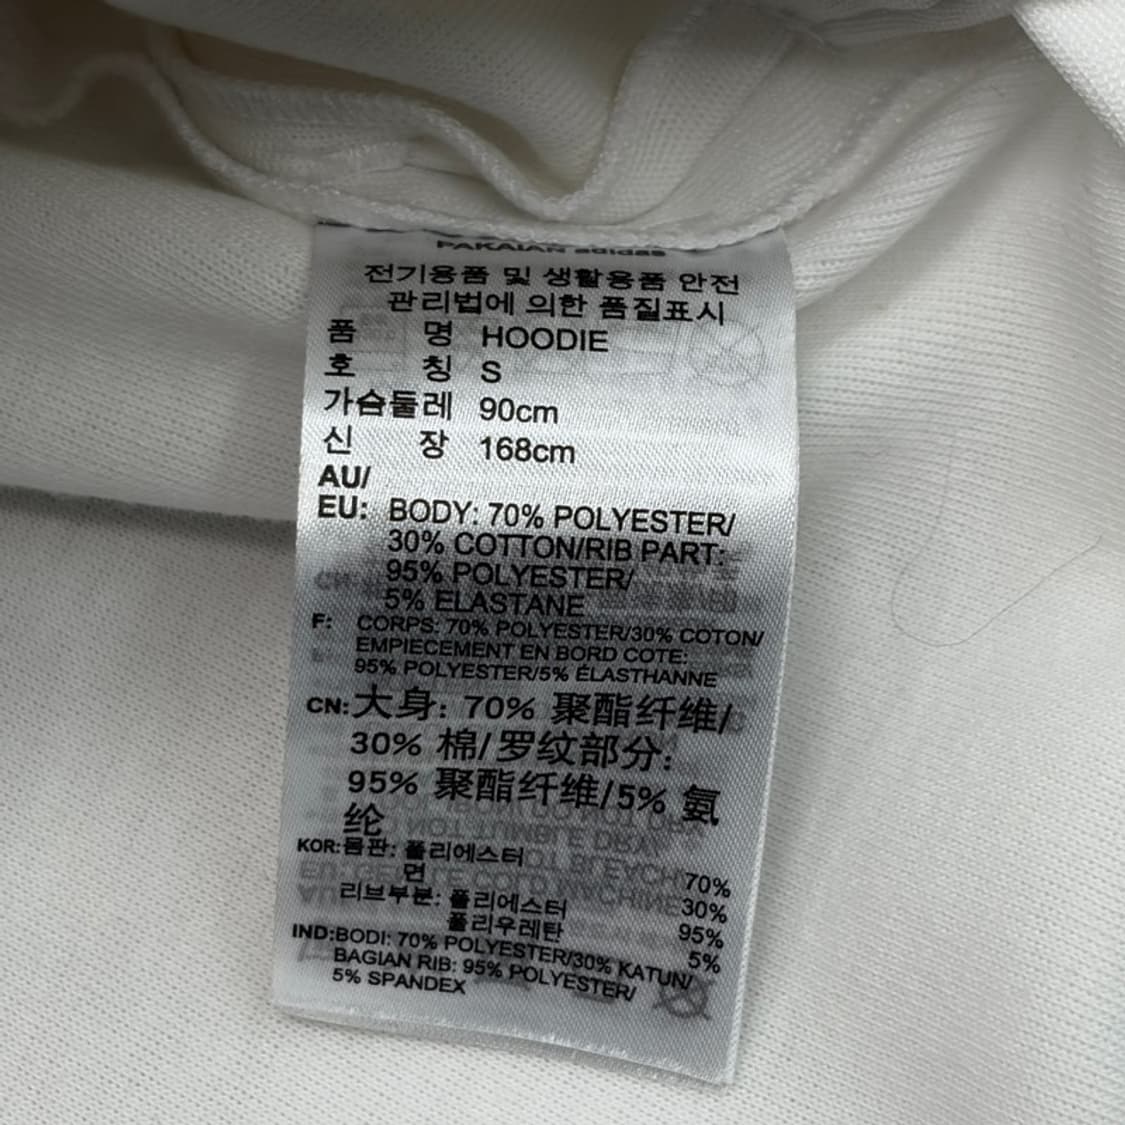 PAKAIAN adidas
전기용품 및 생활용품 안전
관리법에 의한 품질표시
품 명 HOODIE
호 칭 S
가슴둘레 90cm
신 장 168cm
AU/
EU: BODY: 70% POLYESTER/
30% COTTON/RIB PART:
95% POLYESTER/
5% ELASTANE
F: CORPS: 70% POLYESTER/30% COTON/
EMPIECEMENT EN BORD COTE:
95% POLYESTER/5% ÉLASTHANNE
CN: 大身: 70% 聚酯纤维/
30% 棉/罗纹部分:
95% 聚酯纤维/5% 氨
纶
KOR: 몸판: 폴리에스터 70%
면 30%
리브부분: 폴리에스터 95%
폴리우레탄 5%
IND: BODI: 70% POLYESTER/30% KATUN/
BAGIAN RIB: 95% POLYESTER/
5% SPANDEX